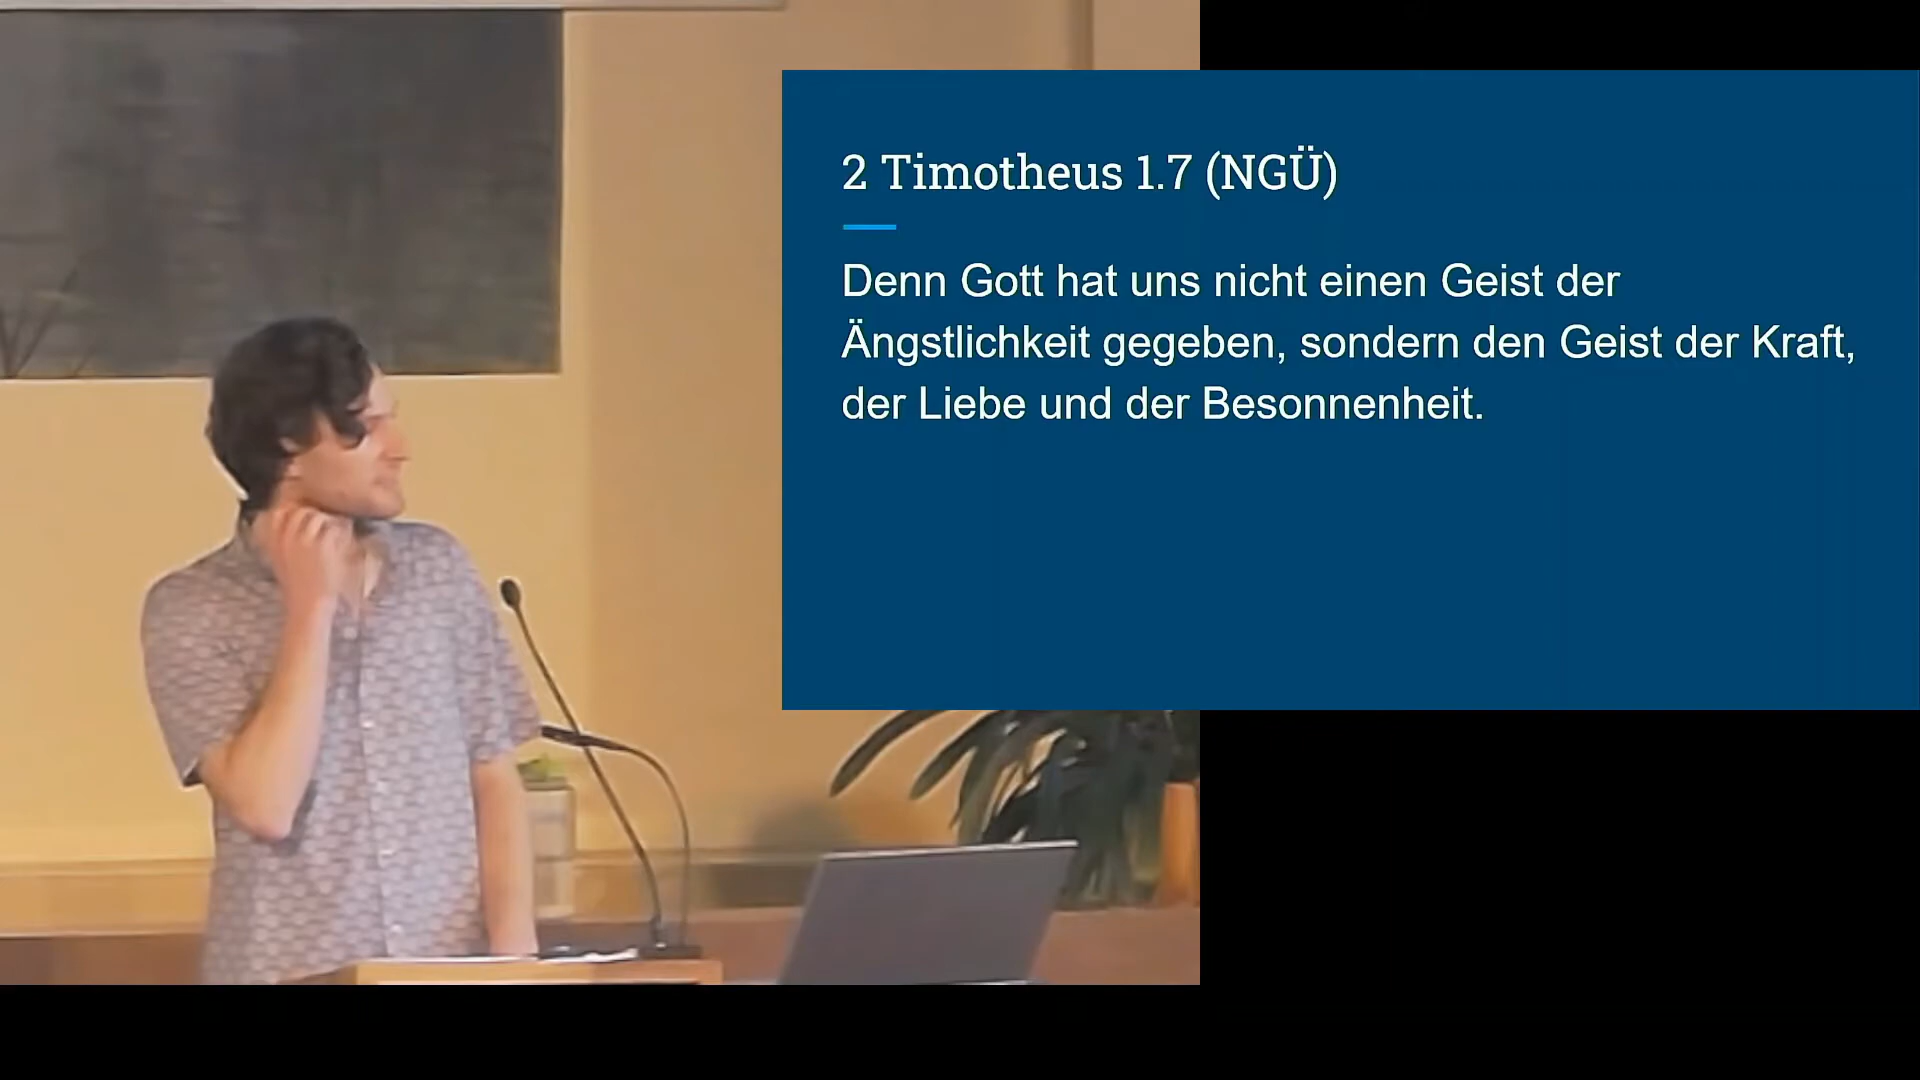 2 Timotheus 1.7 (NGÜ)
Denn Gott hat uns nicht einen Geist der
Ängstlichkeit gegeben, sondern den Geist der Kraft,
der Liebe und der Besonnenheit.